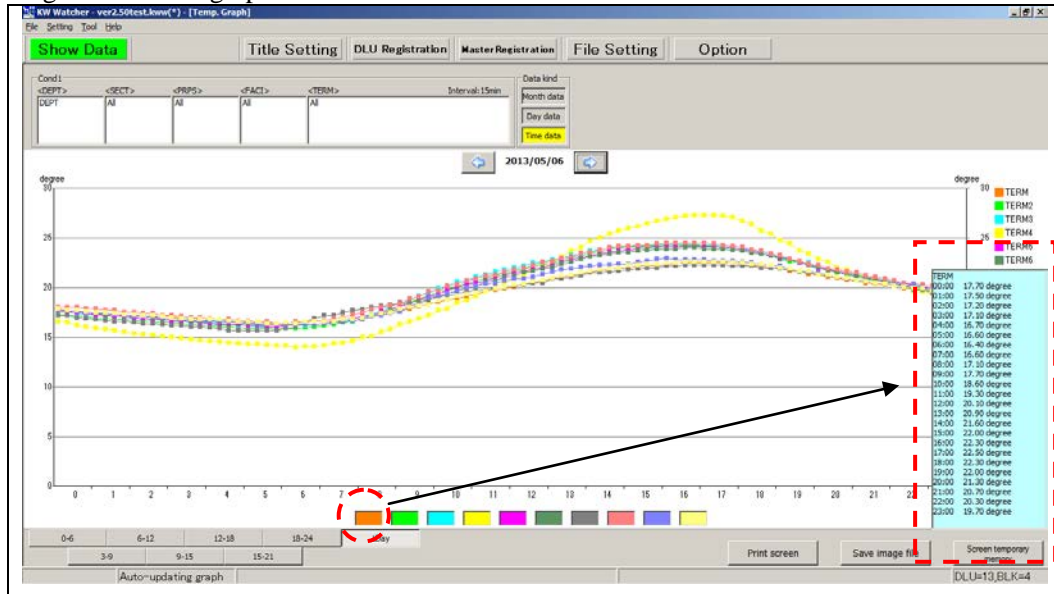 KW Watcher - ver2.50test.kww(*) - [Temp. Graph]
File Setting Tool Help
Show Data Title Setting DLU Registration Master Registration File Setting Option
Cond1 Data kind
<DEPT> <SECT> <PRPS> <FACI> <TERM> Interval:15min
DEPT All All All All
Month data
Day data
Time data
2013/05/06
degree degree
30 30
25 25
20
15
10
5
0
TERM
TERM2
TERM3
TERM4
TERM5
TERM6
TERM
00:00 17.70 degree
01:00 17.50 degree
02:00 17.20 degree
03:00 17.10 degree
04:00 16.70 degree
05:00 16.60 degree
06:00 16.40 degree
07:00 16.60 degree
08:00 17.10 degree
09:00 17.70 degree
10:00 18.60 degree
11:00 19.30 degree
12:00 20.10 degree
13:00 20.90 degree
14:00 21.60 degree
15:00 22.00 degree
16:00 22.30 degree
17:00 22.50 degree
18:00 22.30 degree
19:00 22.00 degree
20:00 21.30 degree
21:00 20.70 degree
22:00 20.30 degree
23:00 19.70 degree
0 1 2 3 4 5 6 7 8 9 10 11 12 13 14 15 16 17 18 19 20 21 22
0-6 6-12 12-18 18-24
3-9 9-15 15-21
Print screen Save image file Screen temporary memory
Auto-updating graph DLU=13,BLK=4